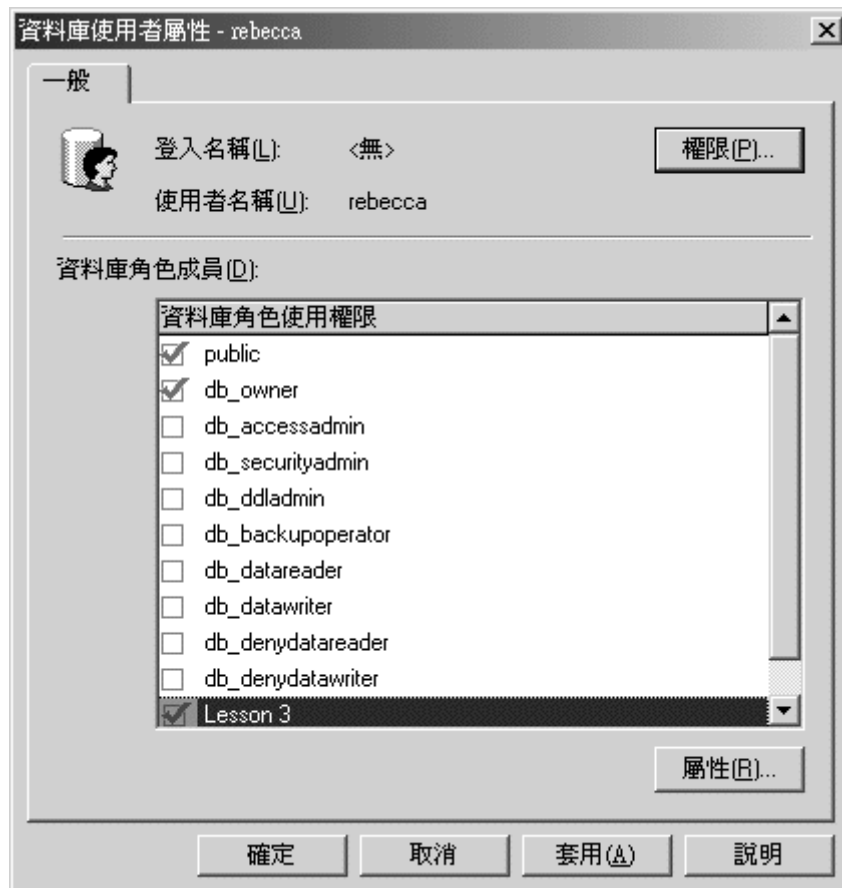 資料庫使用者屬性 - rebecca
一般
登入名稱(L): <無> 權限(P)...
使用者名稱(U): rebecca
資料庫角色成員(D):
資料庫角色使用權限
public
db_owner
db_accessadmin
db_securityadmin
db_ddladmin
db_backupoperator
db_datareader
db_datawriter
db_denydatareader
db_denydatawriter
Lesson 3
屬性(R)...
確定 取消 套用(A) 說明